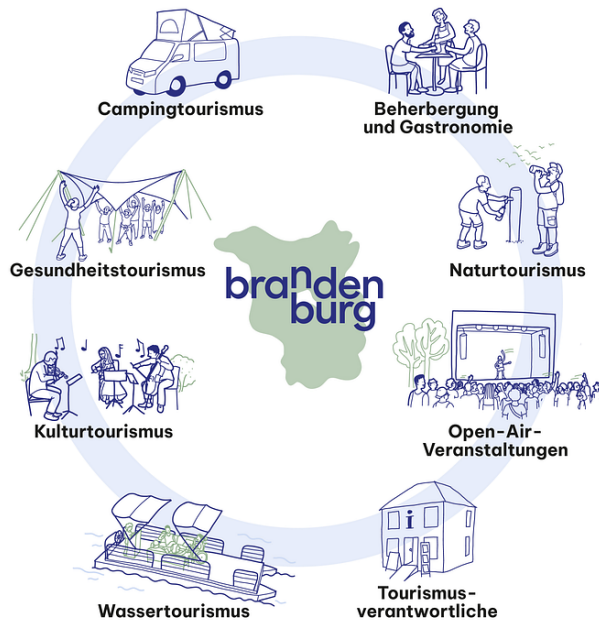 Campingtourismus
Beherbergung
und Gastronomie
Gesundheitstourismus
Naturtourismus
branden
burg
Kulturtourismus
Open-Air-
Veranstaltungen
i
Wassertourismus
Tourismus-
verantwortliche